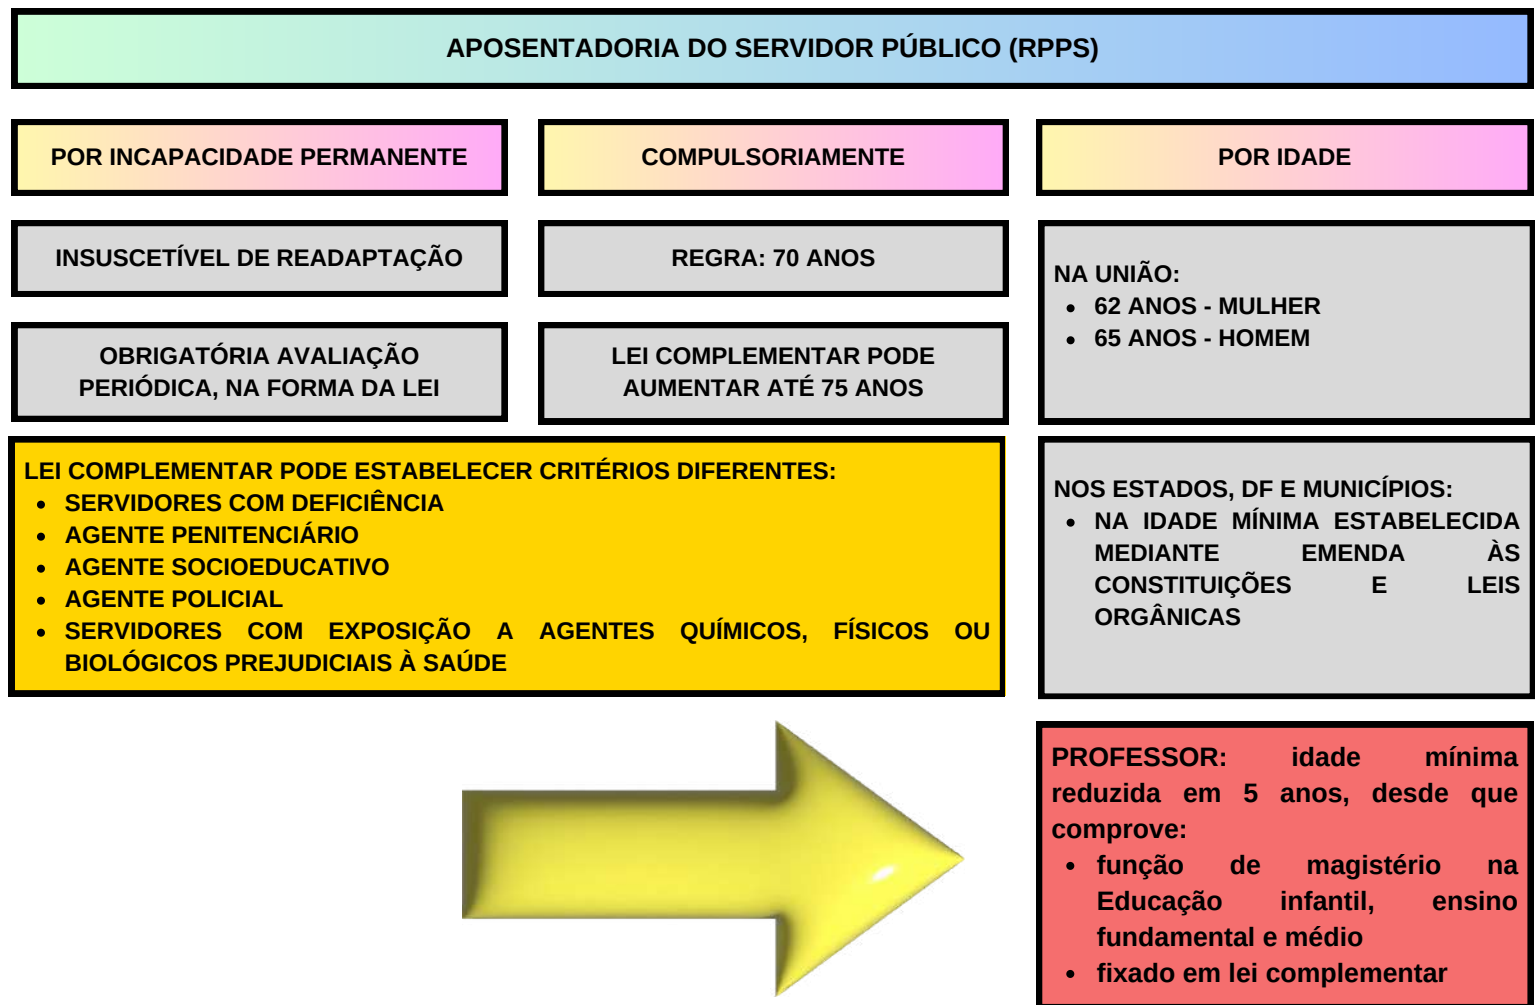 APOSENTADORIA DO SERVIDOR PÚBLICO (RPPS)
POR INCAPACIDADE PERMANENTE
INSUSCETÍVEL DE READAPTAÇÃO
OBRIGATÓRIA AVALIAÇÃO
PERIÓDICA, NA FORMA DA LEI
COMPULSORIAMENTE
REGRA: 70 ANOS
LEI COMPLEMENTAR PODE
AUMENTAR ATÉ 75 ANOS
LEI COMPLEMENTAR PODE ESTABELECER CRITÉRIOS DIFERENTES:
• SERVIDORES COM DEFICIÊNCIA
• AGENTE PENITENCIÁRIO
• AGENTE SOCIOEDUCATIVO
• AGENTE POLICIAL
• SERVIDORES COM EXPOSIÇÃO A AGENTES QUÍMICOS, FÍSICOS OU
BIOLÓGICOS PREJUDICIAIS À SAÚDE
POR IDADE
NA UNIÃO:
• 62 ANOS - MULHER
• 65 ANOS - HOMEM
NOS ESTADOS, DF E MUNICÍPIOS:
• NA IDADE MÍNIMA ESTABELECIDA
MEDIANTE EMENDA ÀS
CONSTITUIÇÕES E LEIS
ORGÂNICAS
PROFESSOR: idade mínima
reduzida em 5 anos, desde que
comprove:
• função de magistério na
Educação infantil, ensino
fundamental e médio
• fixado em lei complementar